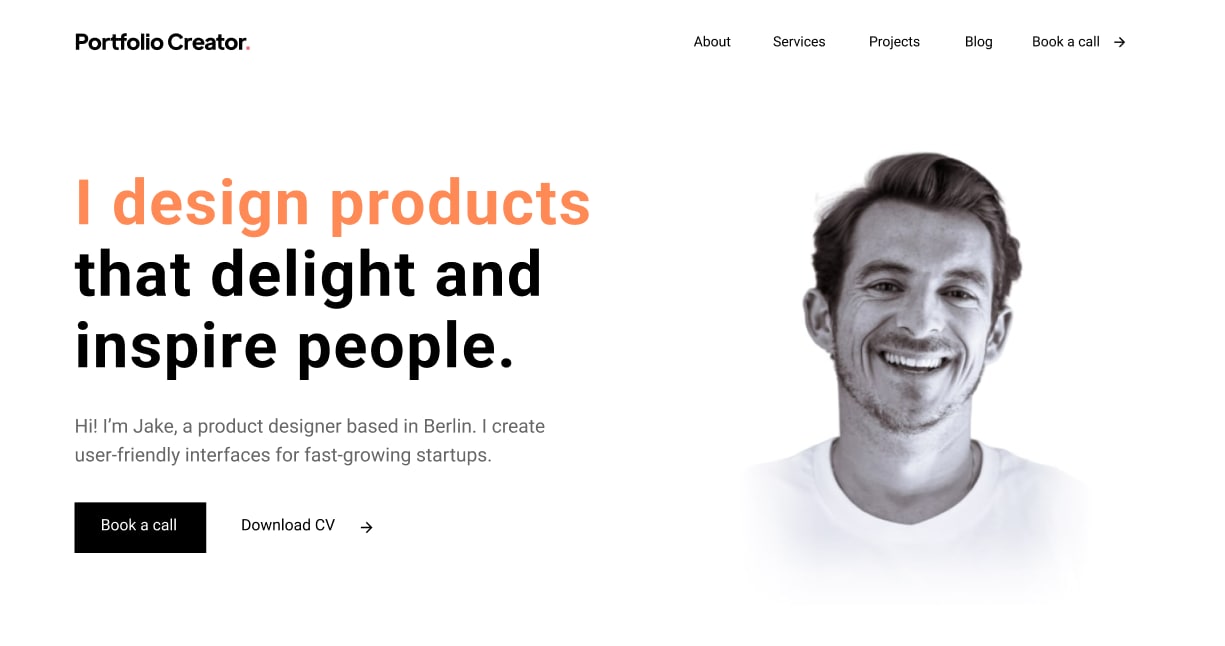 Portfolio Creator.
About Services Projects Blog Book a call
I design products
that delight and
inspire people.
Hi! I’m Jake, a product designer based in Berlin. I create
user-friendly interfaces for fast-growing startups.
Book a call Download CV